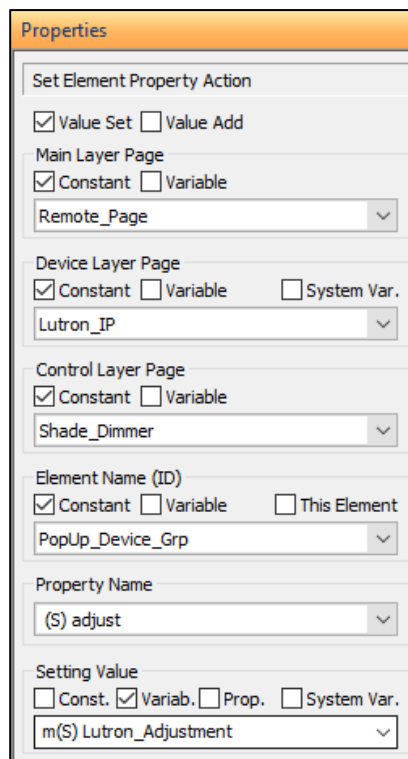 Properties
Set Element Property Action
Value Set Value Add
Main Layer Page
Constant Variable
Remote_Page
Device Layer Page
Constant Variable System Var.
Lutron_IP
Control Layer Page
Constant Variable
Shade_Dimmer
Element Name (ID)
Constant Variable This Element
PopUp_Device_Grp
Property Name
(S) adjust
Setting Value
Const. Variab. Prop. System Var.
m(S) Lutron_Adjustment